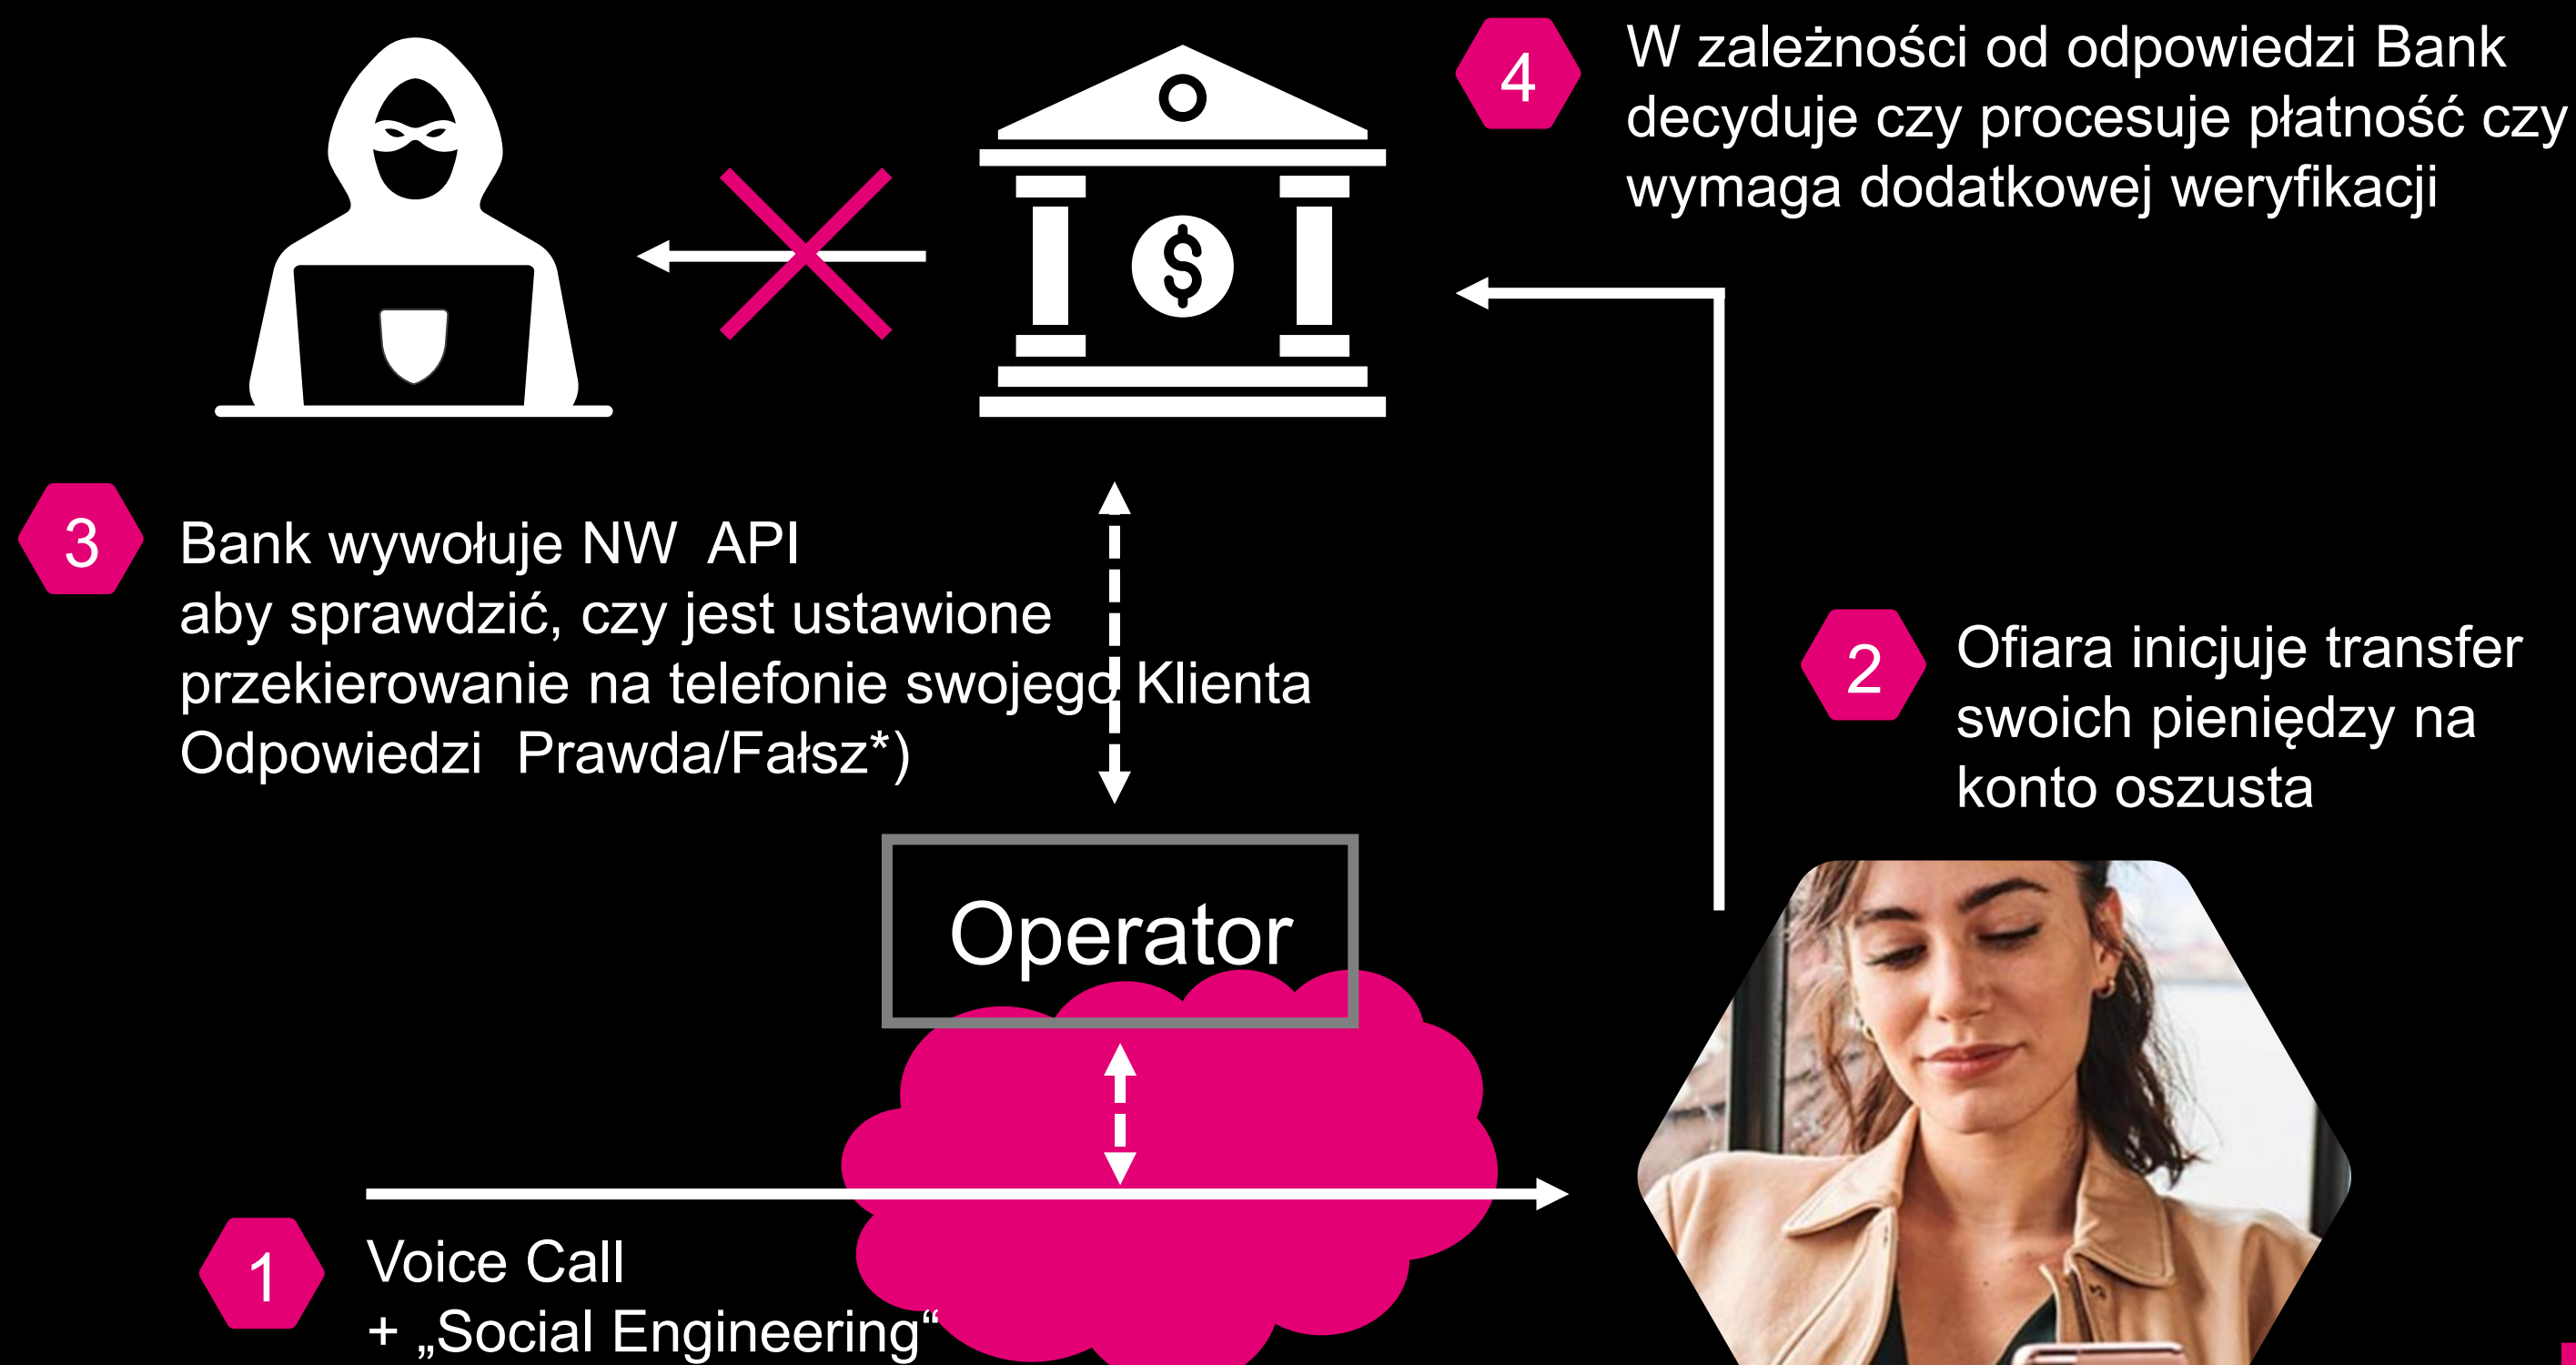 4
W zależności od odpowiedzi Bank
decyduje czy procesuje płatność czy
wymaga dodatkowej weryfikacji
3
Bank wywołuje NW  API
aby sprawdzić, czy jest ustawione
przekierowanie na telefonie swojego Klienta
Odpowiedzi  Prawda/Fałsz*)
2
Ofiara inicjuje transfer
swoich pieniędzy na
konto oszusta
Operator
1
Voice Call
+ „Social Engineering“
$